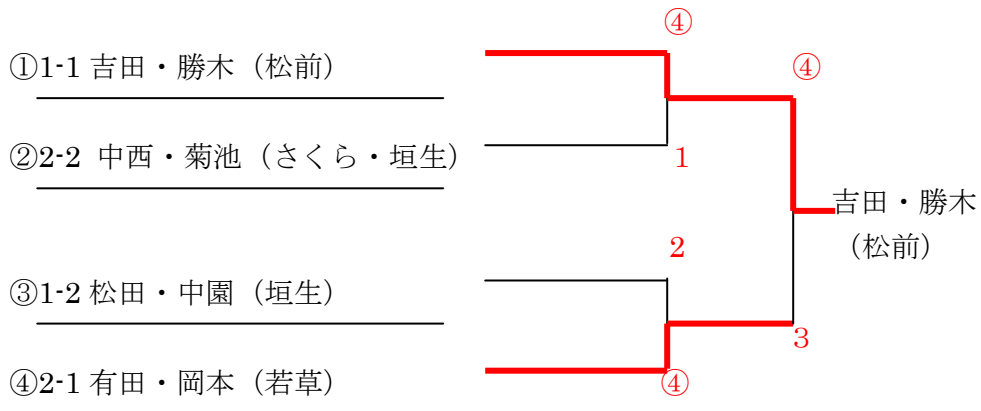 ④
①1-1 吉田・勝木（松前）
④
②2-2 中西・菊池（さくら・垣生）
1
吉田・勝木
（松前）
2
③1-2 松田・中園（垣生）
3
④2-1 有田・岡本（若草）
④